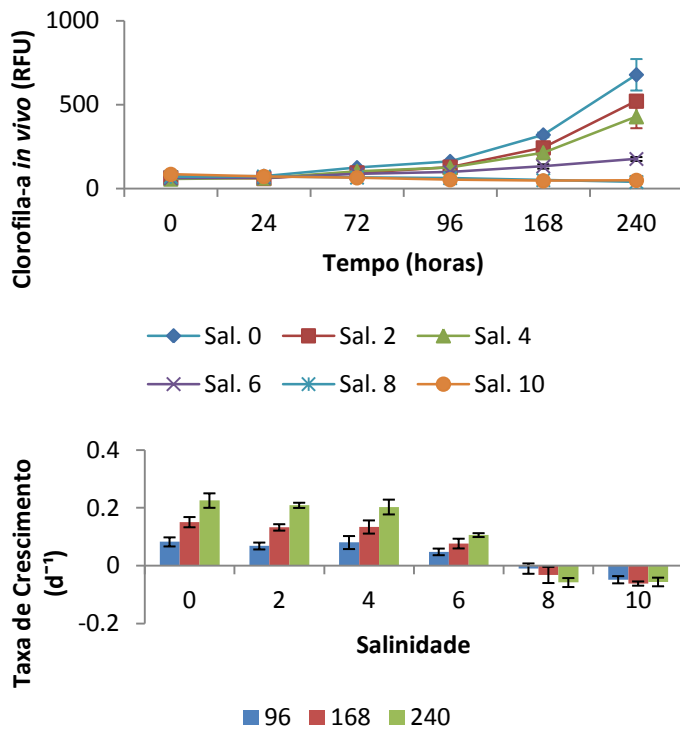 Clorofila-a in vivo (RFU)
1000
500
0
0 24 72 96 168 240
Tempo (horas)
Sal. 0 Sal. 2 Sal. 4
Sal. 6 Sal. 8 Sal. 10
Taxa de Crescimento
(d⁻¹)
0.4
0.2
0
-0.2
0 2 4 6 8 10
Salinidade
96 168 240